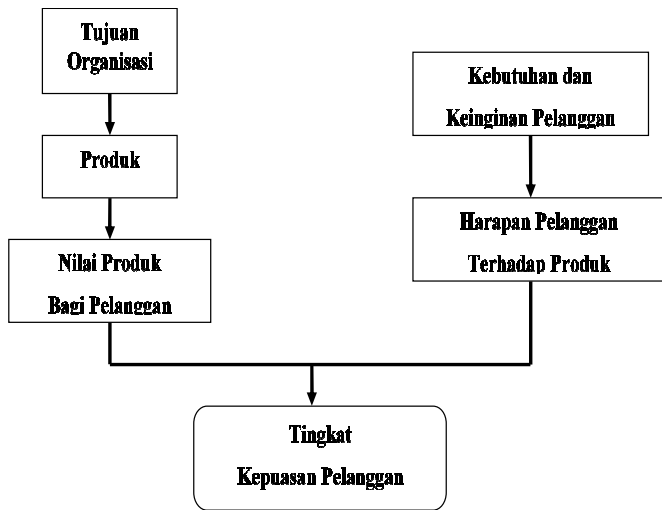 Tujuan
Organisasi
Kebutuhan dan
Keinginan Pelanggan
Produk
Harapan Pelanggan
Terhadap Produk
Nilai Produk
Bagi Pelanggan
Tingkat
Kepuasan Pelanggan